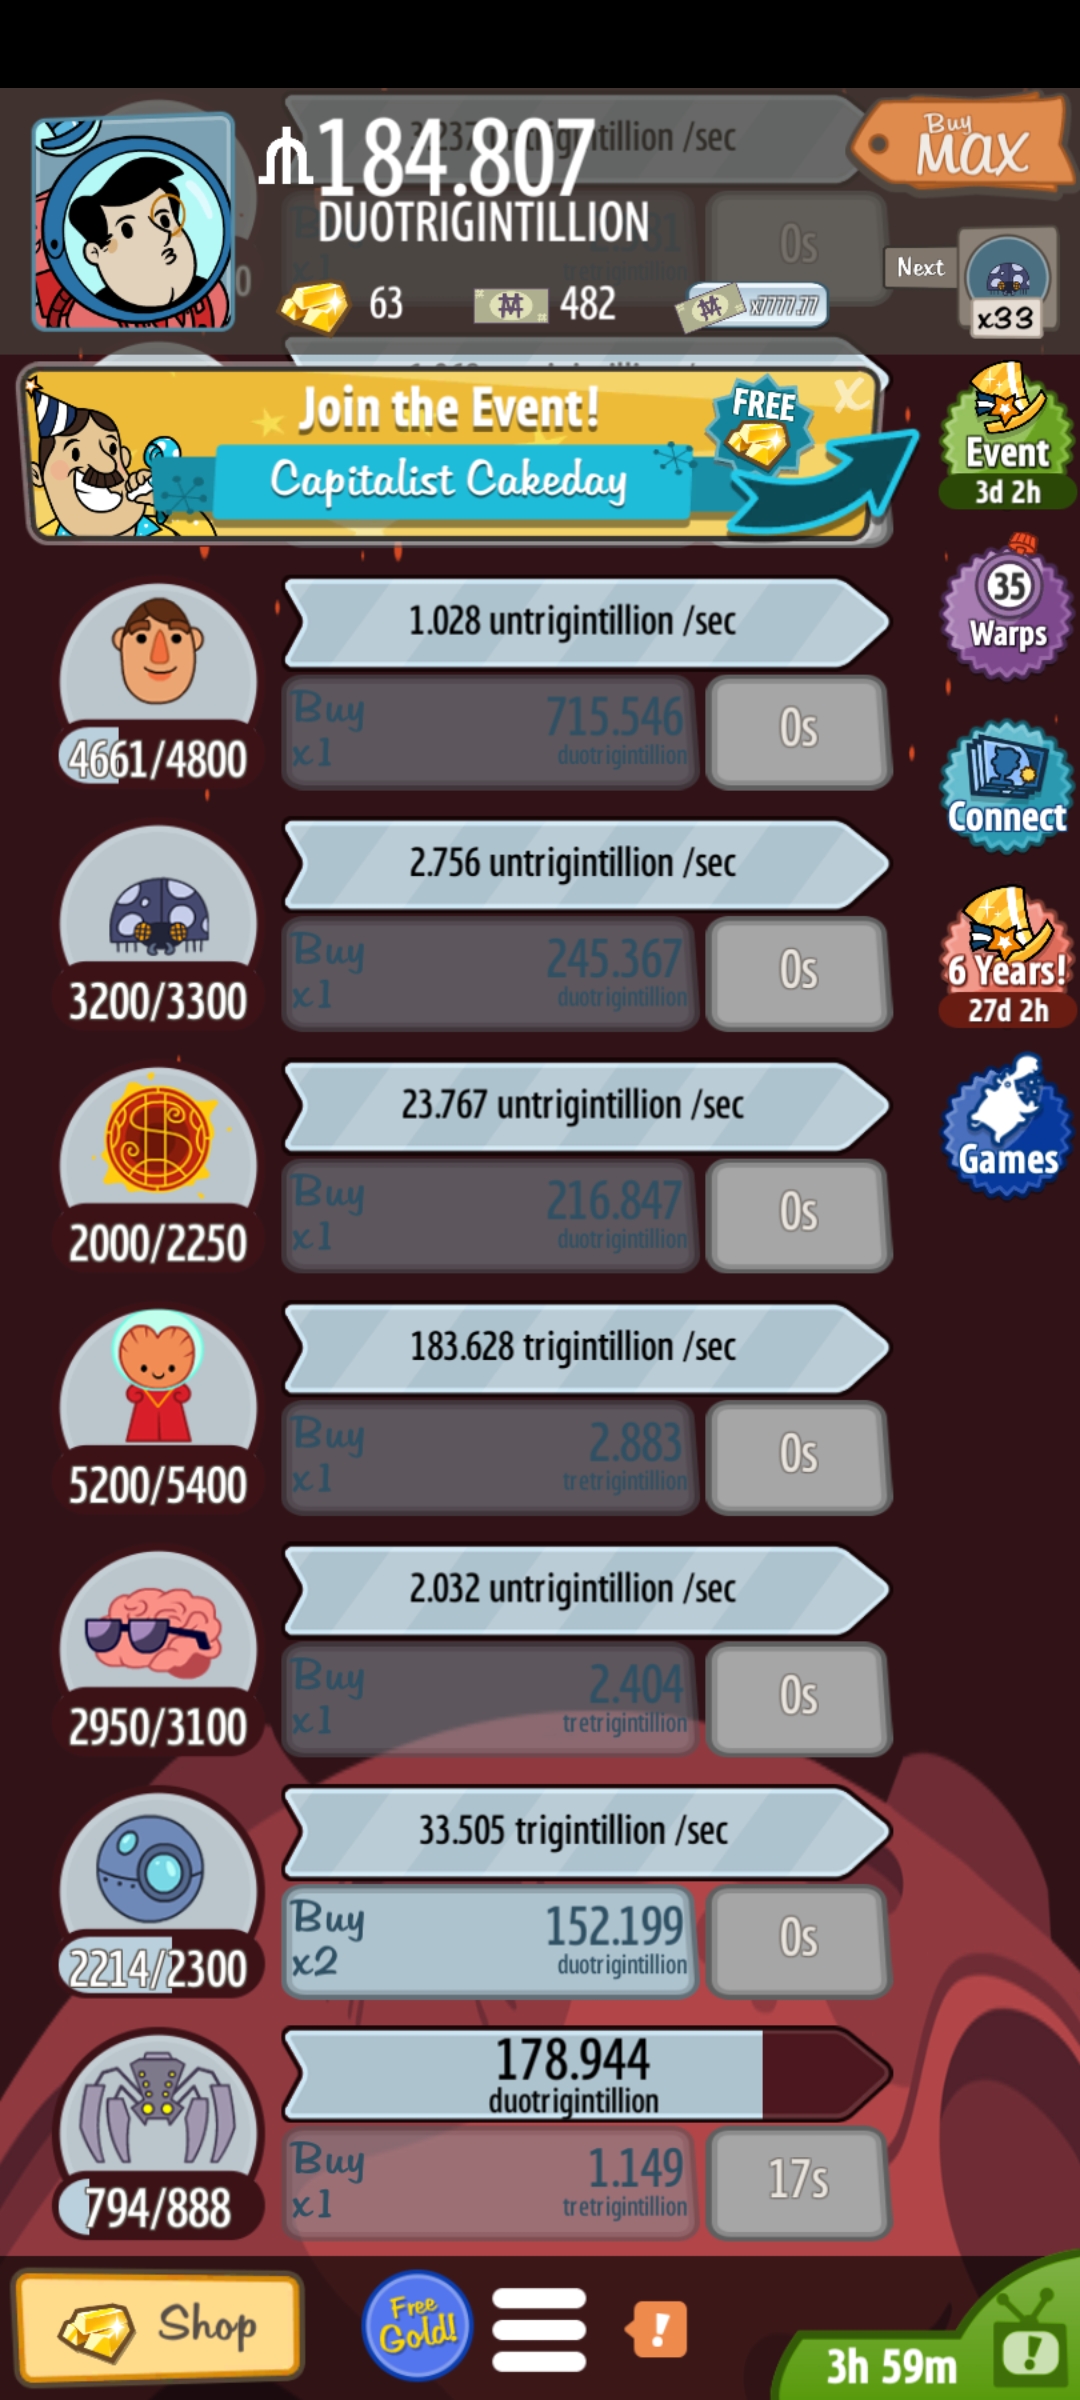 184.807
DUOTRIGINTILLION
Buy
MAX
63
482
x7777.77
Next
x33
/sec
0s
Join the Event!
FREE
X
Capitalist Cakeday
Event
3d 2h
1.028 untrigintillion /sec
Buy
x1
715.546
duotrigintillion
0s
4661/4800
35
Warps
2.756 untrigintillion /sec
Buy
x1
245.367
duotrigintillion
0s
3200/3300
Connect
6 Years!
27d 2h
23.767 untrigintillion /sec
Buy
x1
216.847
duotrigintillion
0s
2000/2250
Games
183.628 trigintillion /sec
Buy
x1
2.883
tretrigintillion
0s
5200/5400
2.032 untrigintillion /sec
Buy
x1
2.404
tretrigintillion
0s
2950/3100
33.505 trigintillion /sec
Buy
x2
152.199
duotrigintillion
0s
2214/2300
178.944
duotrigintillion
Buy
x1
1.149
tretrigintillion
17s
794/888
Shop
Free
Gold!
!
3h 59m
!